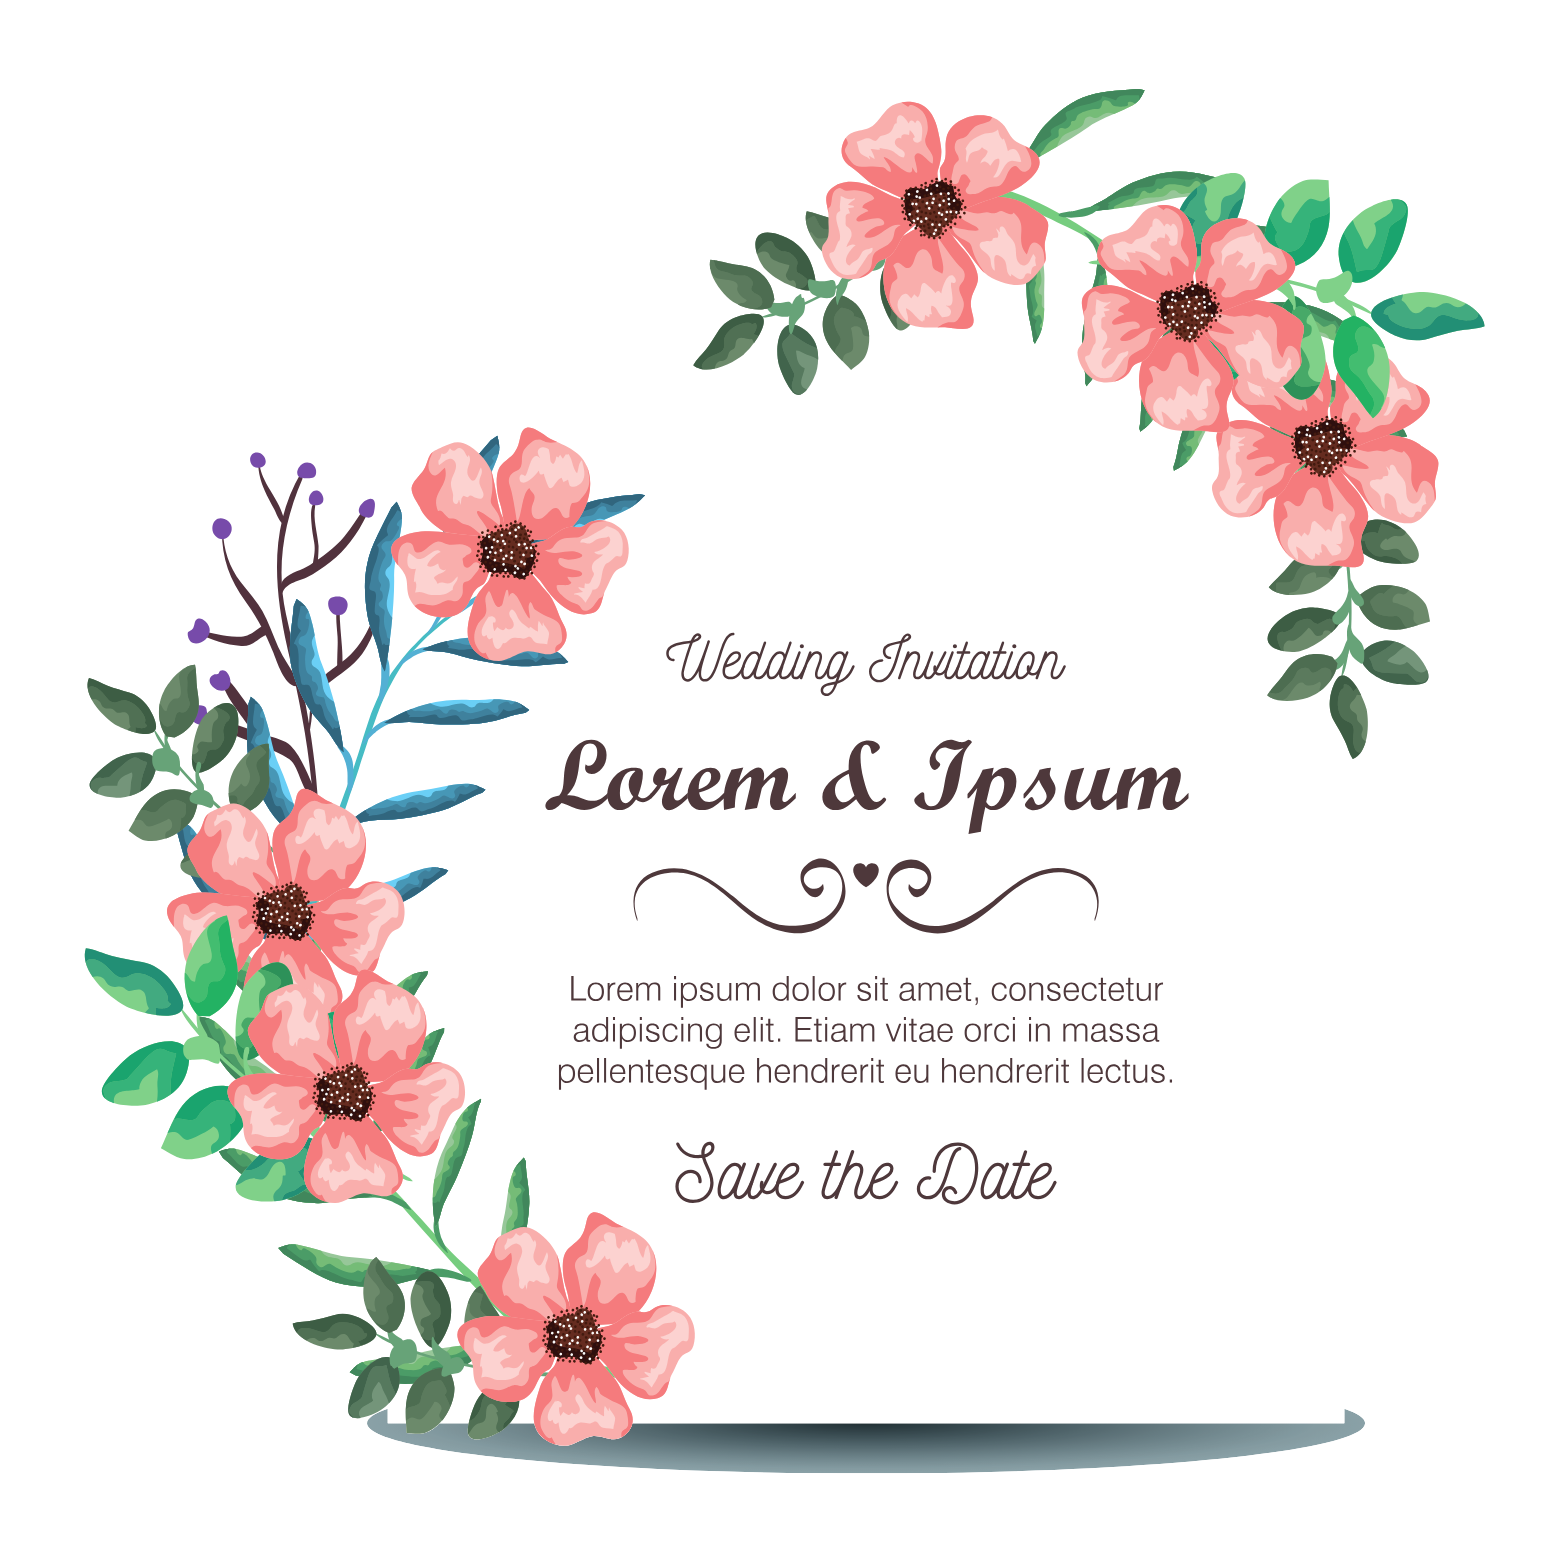 Wedding Invitation
Lorem & Ipsum
Lorem ipsum dolor sit amet, consectetur
adipiscing elit. Etiam vitae orci in massa
pellentesque hendrerit eu hendrerit lectus.
Save the Date